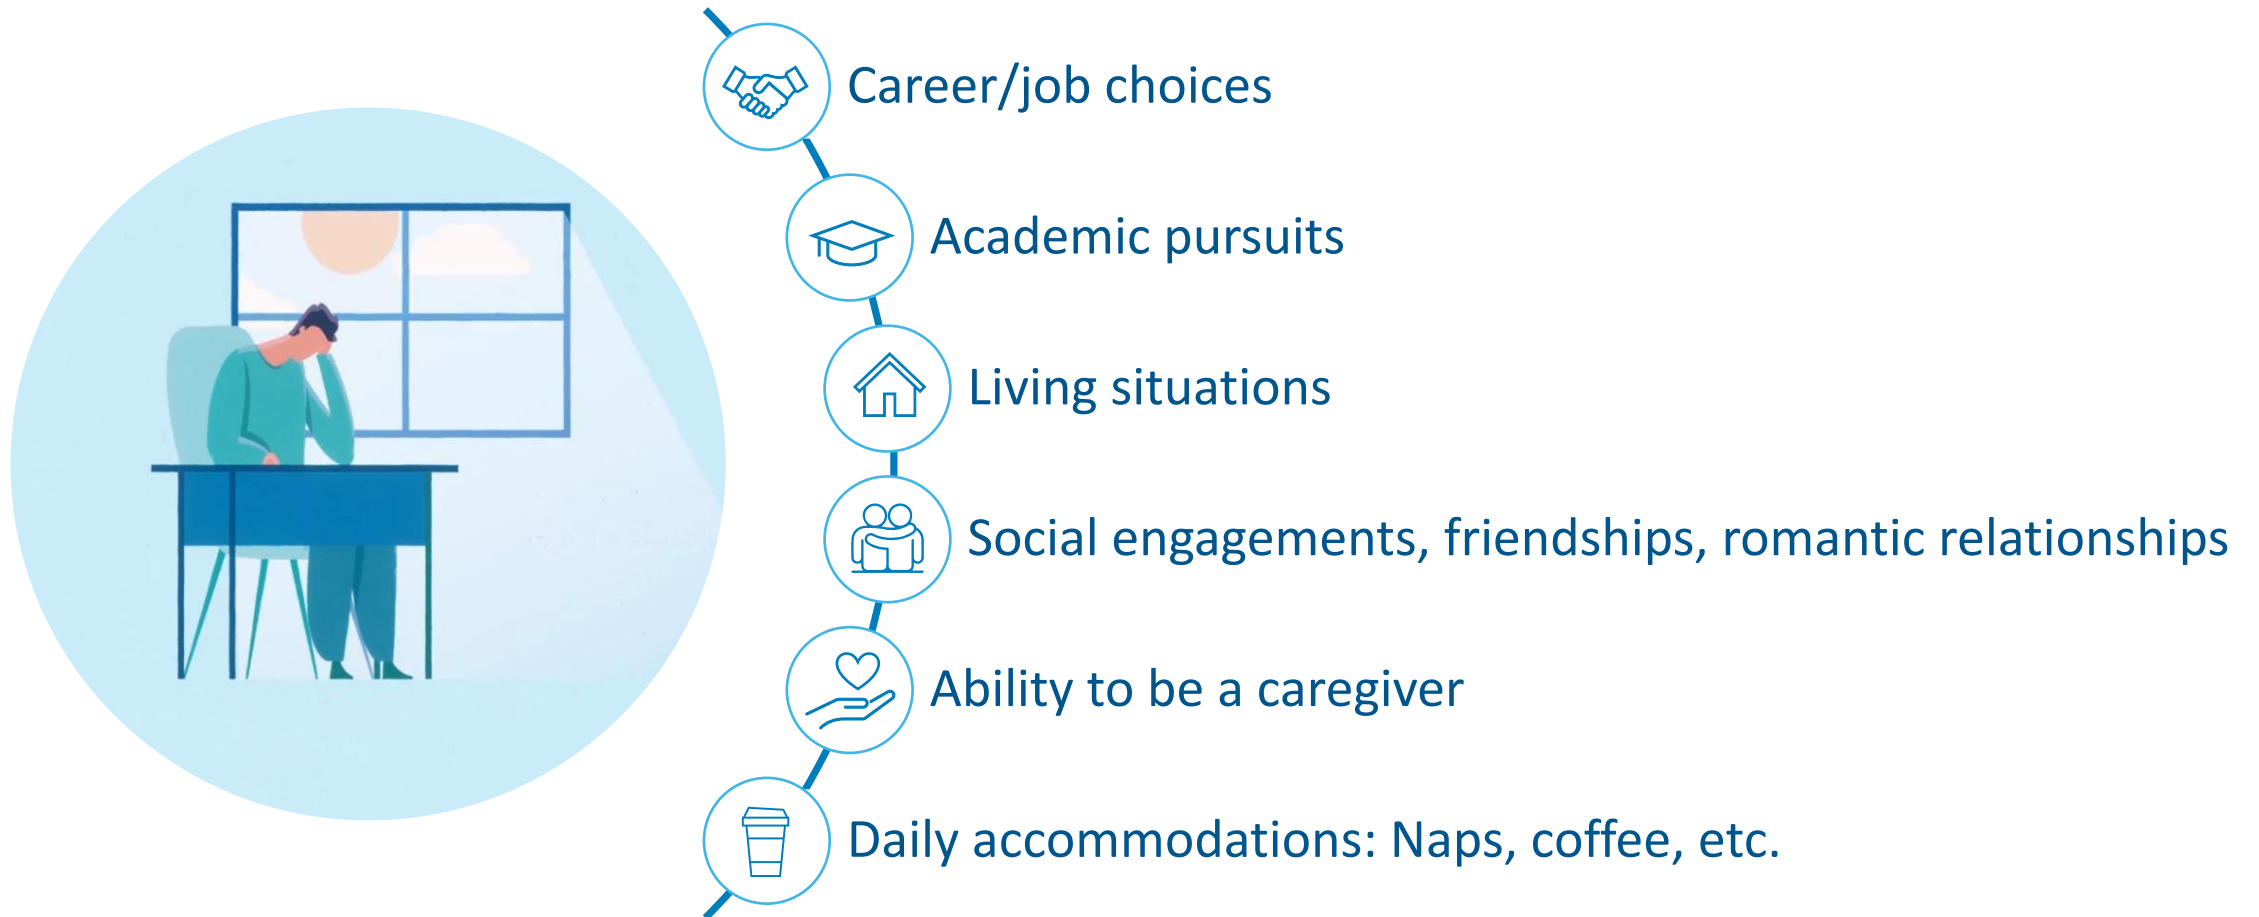 Career/job choices
Academic pursuits
Living situations
Social engagements, friendships, romantic relationships
Ability to be a caregiver
Daily accommodations: Naps, coffee, etc.